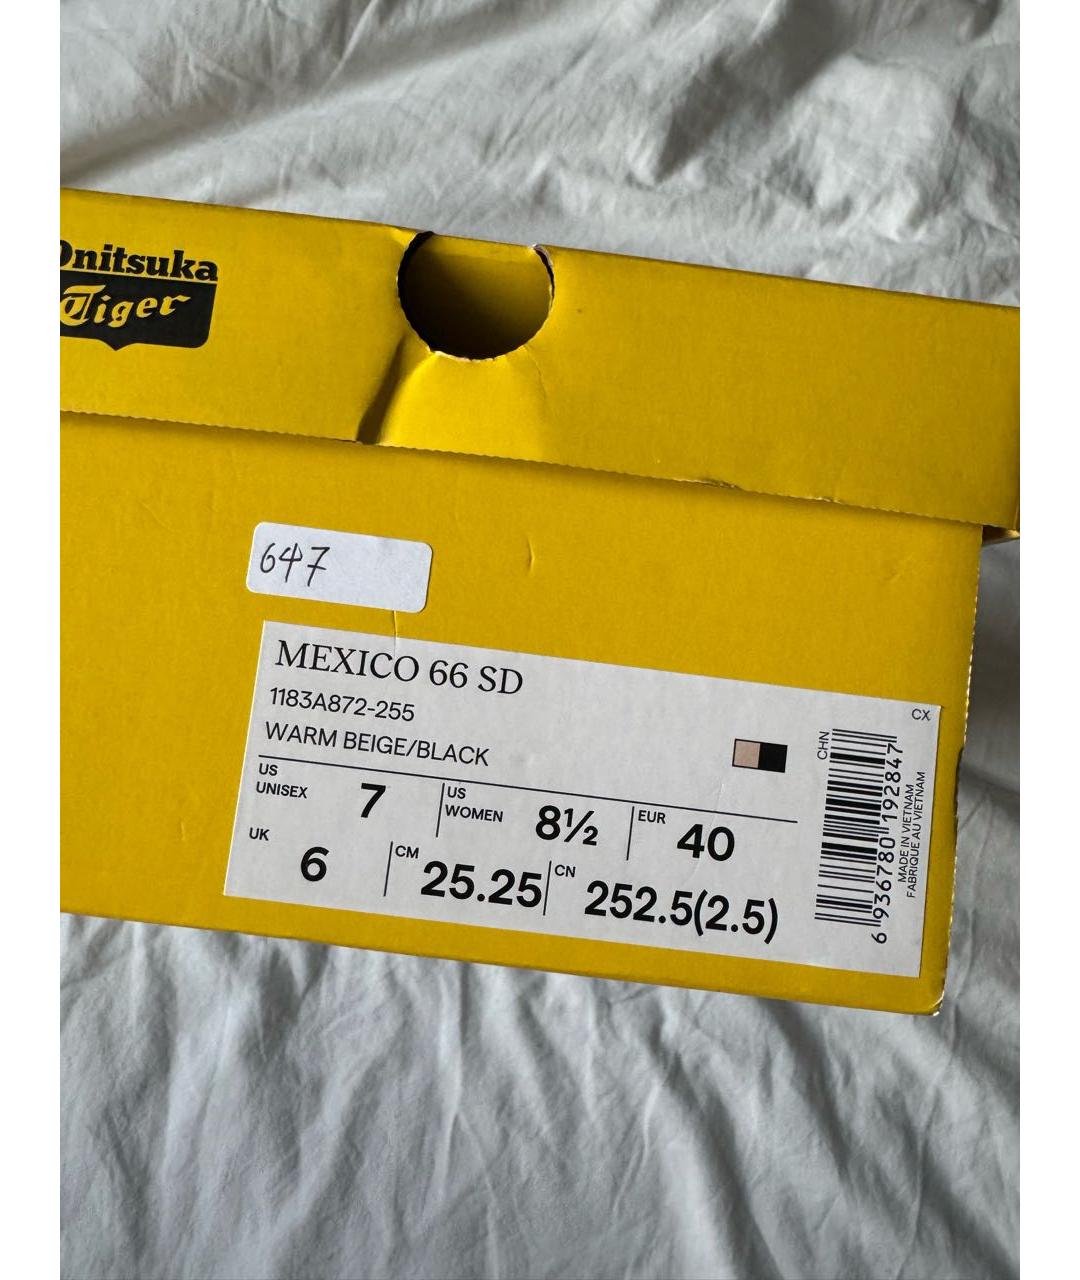 Onitsuka
Tiger
647
MEXICO 66 SD
1183A872-255
WARM BEIGE/BLACK
CX
CHN
US UNISEX 7
US WOMEN 8½
EUR 40
UK 6
CM 25.25
CN 252.5(2.5)
6 936780 192847
MADE IN VIETNAM
FABRIQUE AU VIETNAM